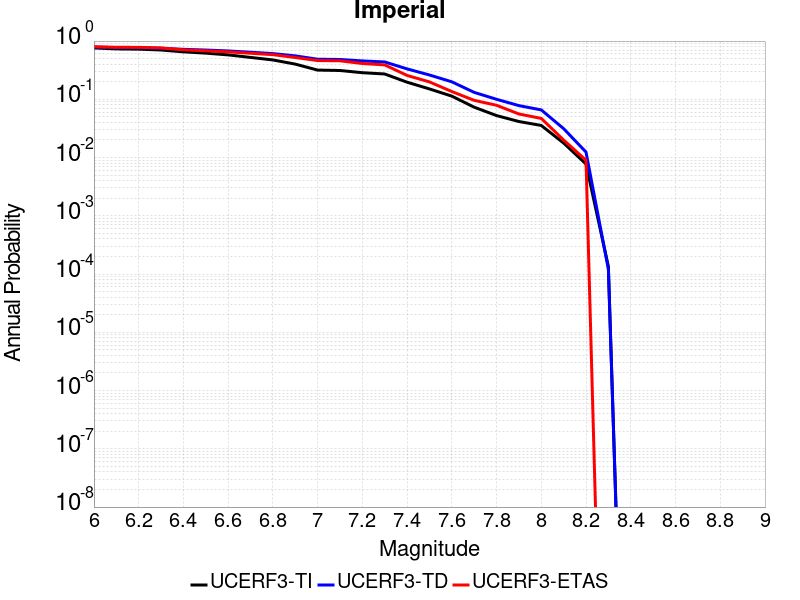 Imperial
10^0
10^-1
10^-2
10^-3
10^-4
10^-5
10^-6
10^-7
10^-8
Annual Probability
6 6.2 6.4 6.6 6.8 7 7.2 7.4 7.6 7.8 8 8.2 8.4 8.6 8.8 9
Magnitude
UCERF3-TI UCERF3-TD UCERF3-ETAS